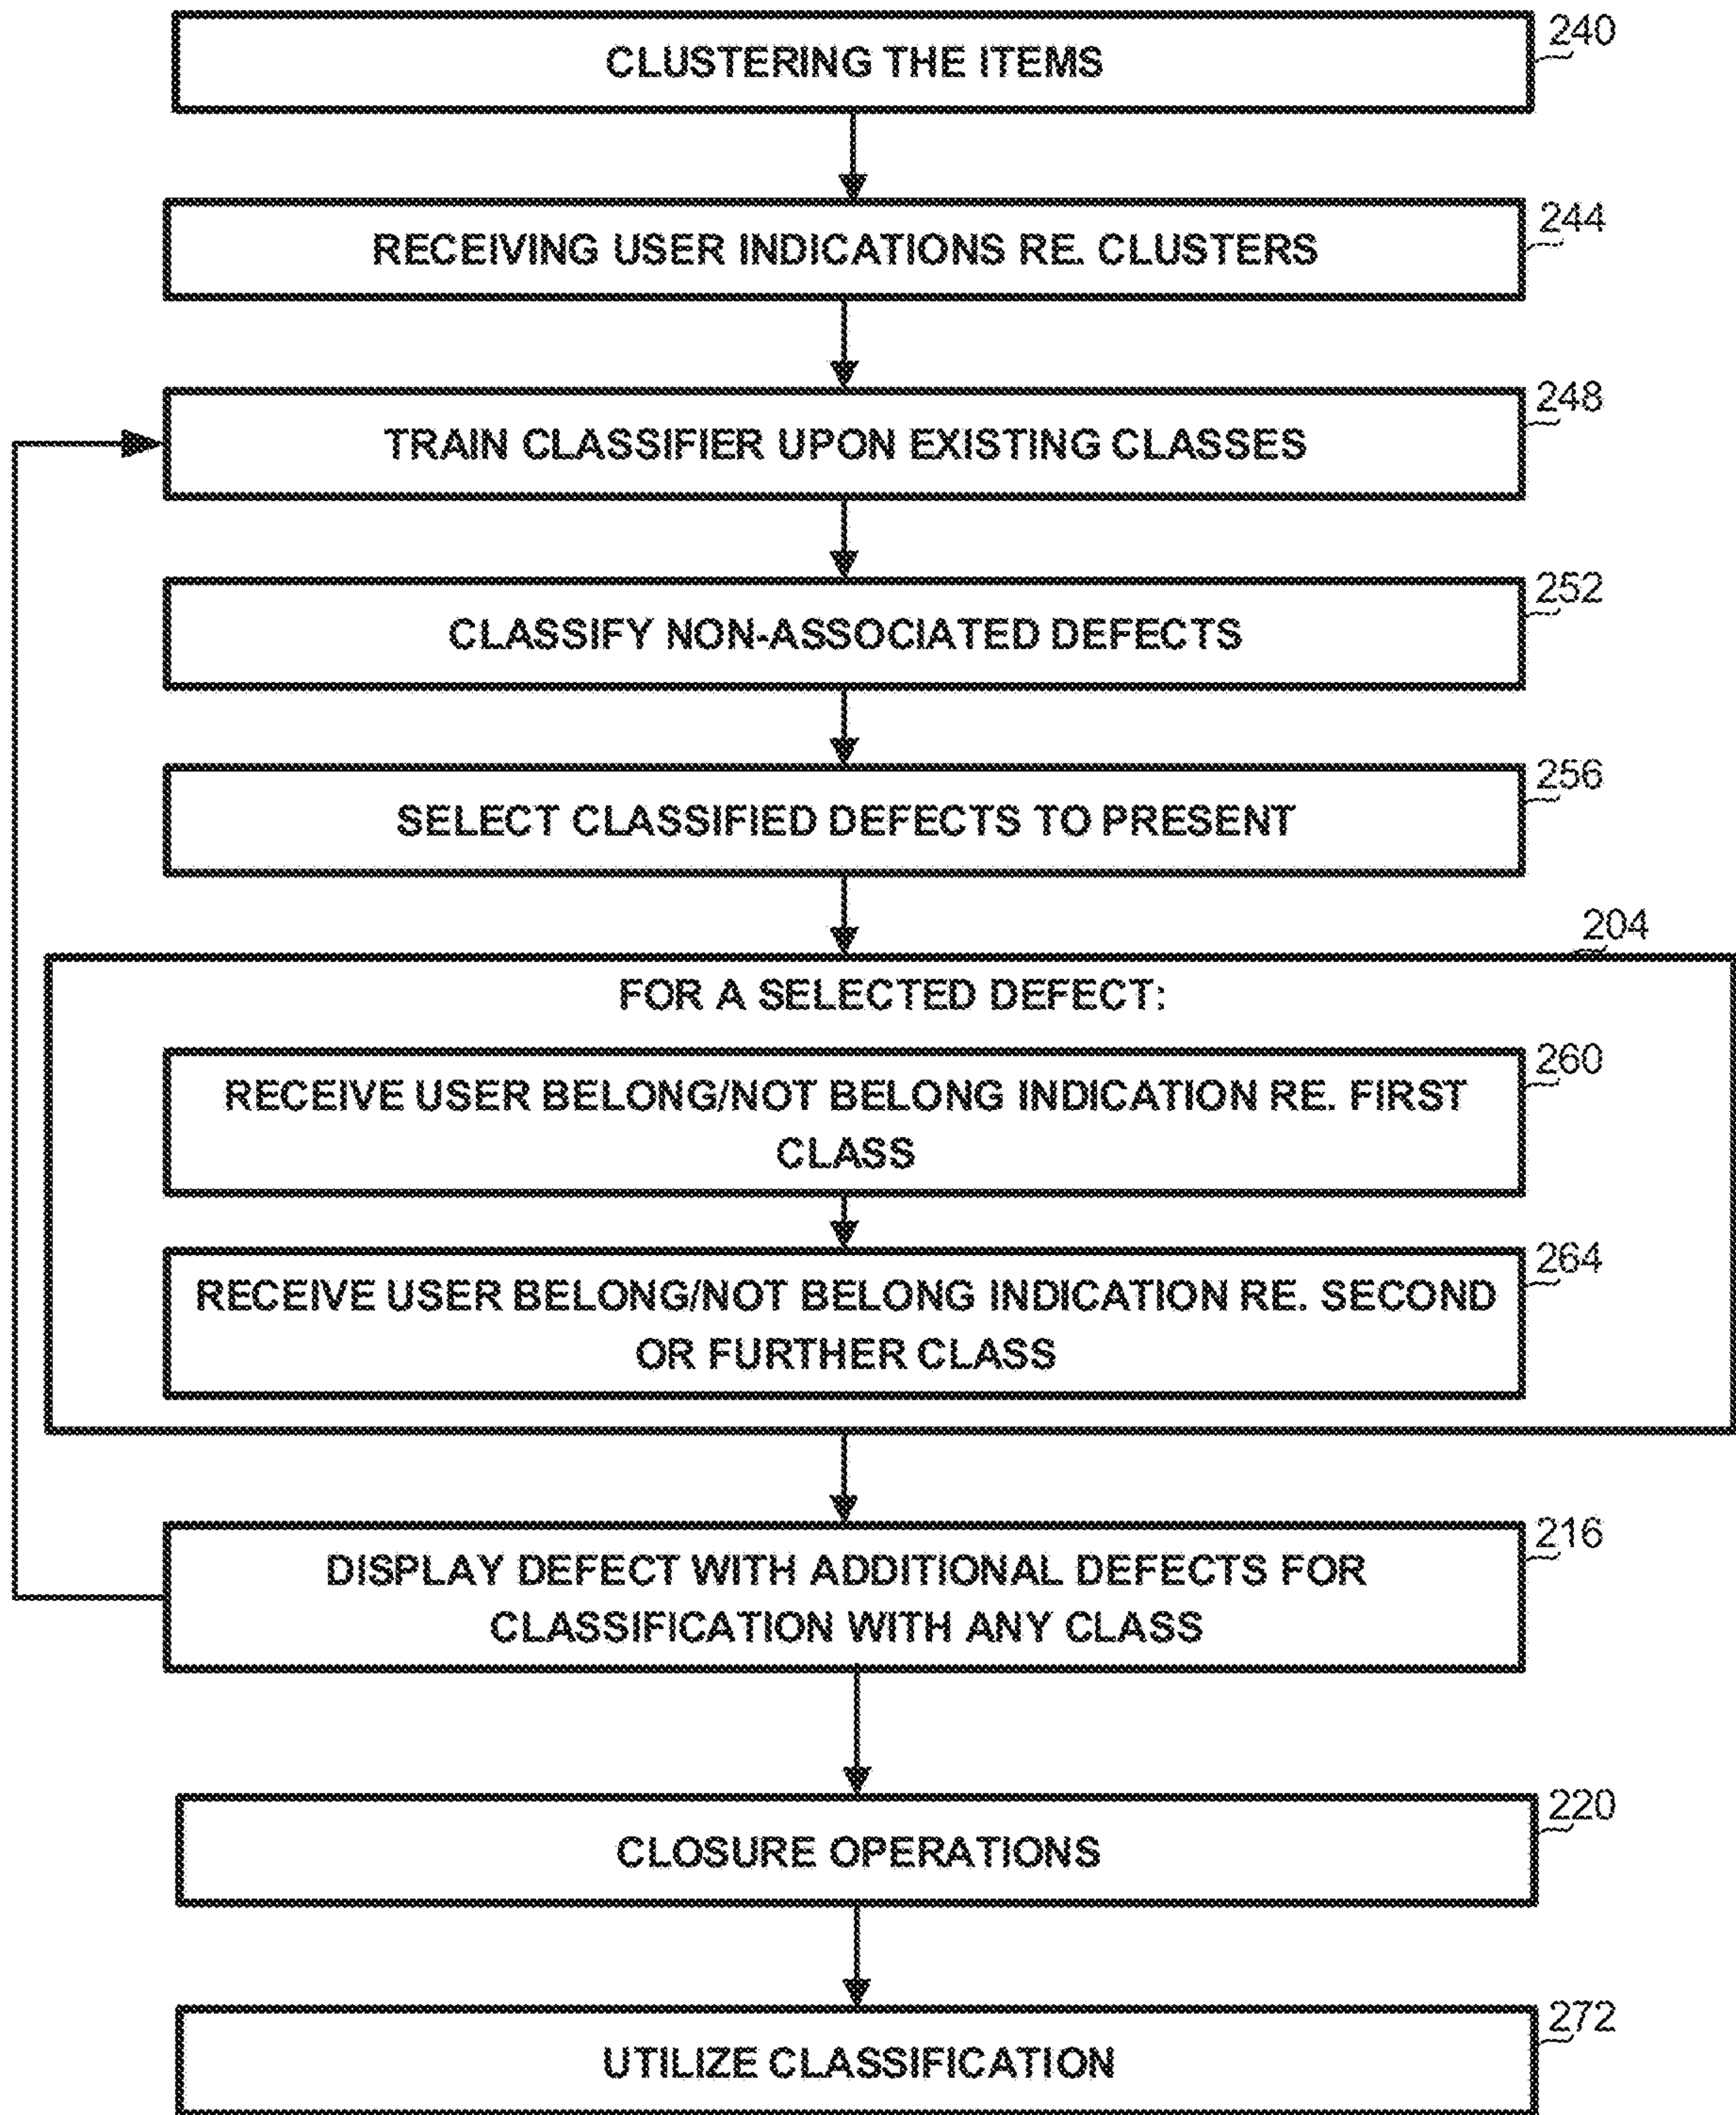 240
CLUSTERING THE ITEMS
244
RECEIVING USER INDICATIONS RE. CLUSTERS
248
TRAIN CLASSIFIER UPON EXISTING CLASSES
252
CLASSIFY NON-ASSOCIATED DEFECTS
256
SELECT CLASSIFIED DEFECTS TO PRESENT
204
FOR A SELECTED DEFECT:
260
RECEIVE USER BELONG/NOT BELONG INDICATION RE. FIRST
CLASS
264
RECEIVE USER BELONG/NOT BELONG INDICATION RE. SECOND
OR FURTHER CLASS
216
DISPLAY DEFECT WITH ADDITIONAL DEFECTS FOR
CLASSIFICATION WITH ANY CLASS
220
CLOSURE OPERATIONS
272
UTILIZE CLASSIFICATION